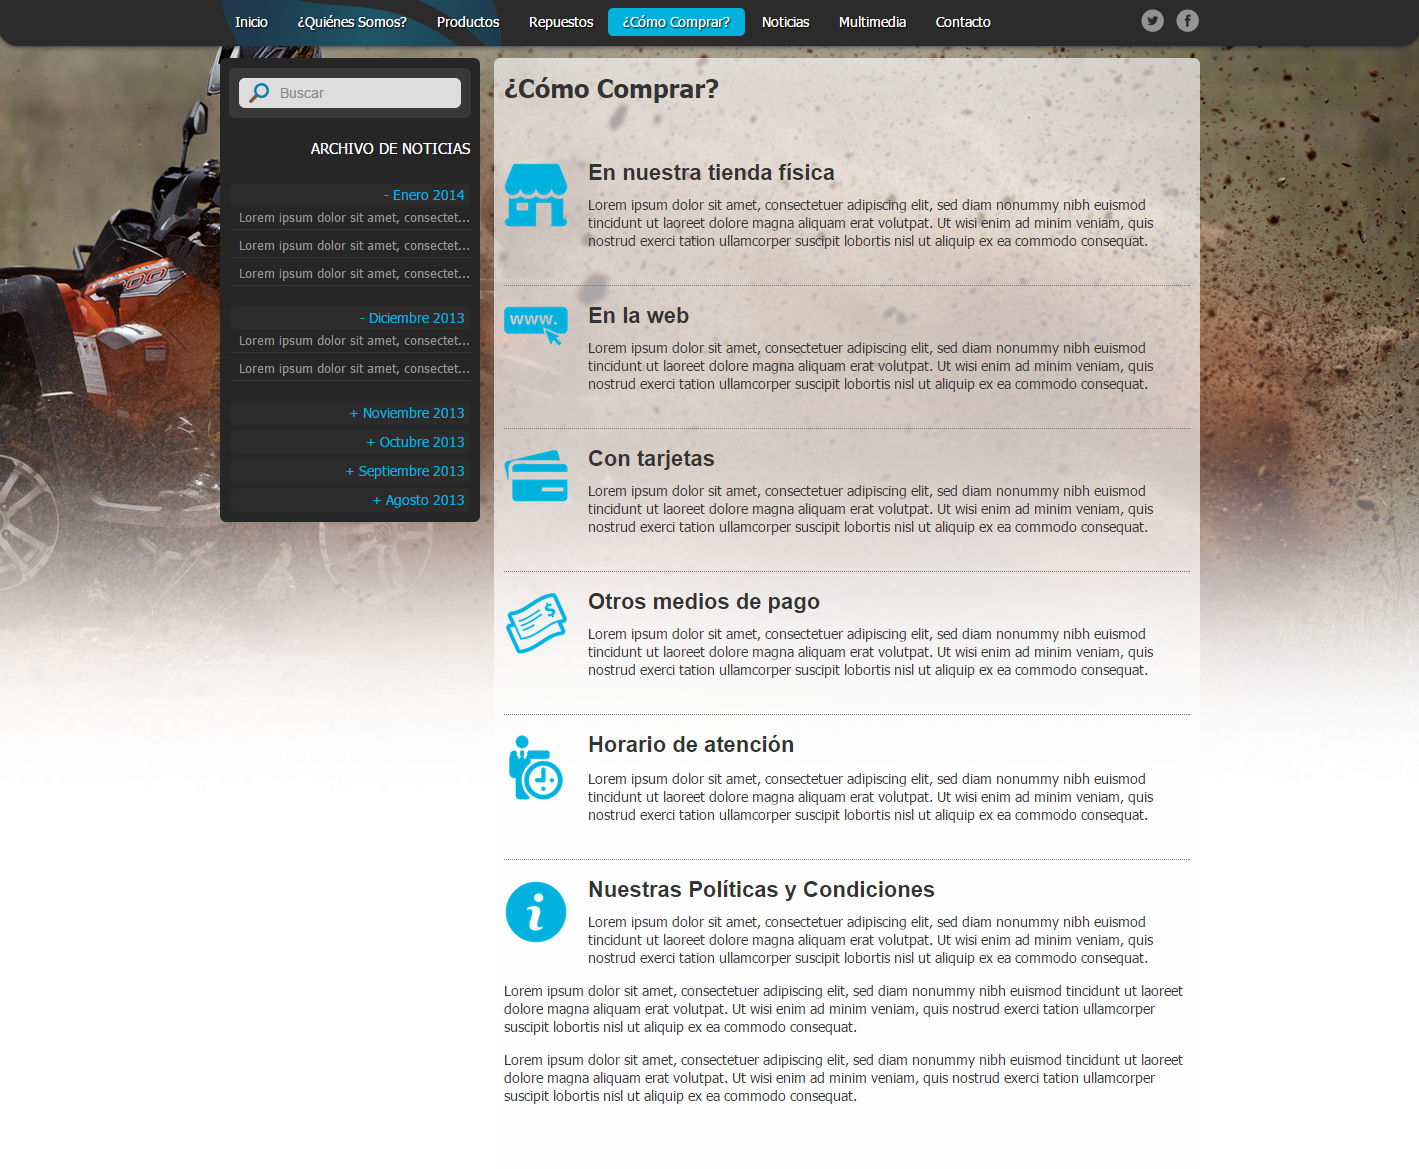 Inicio ¿Quiénes Somos? Productos Repuestos ¿Cómo Comprar? Noticias Multimedia Contacto
Buscar
ARCHIVO DE NOTICIAS
- Enero 2014
Lorem ipsum dolor sit amet, consectet...
Lorem ipsum dolor sit amet, consectet...
Lorem ipsum dolor sit amet, consectet...
- Diciembre 2013
Lorem ipsum dolor sit amet, consectet...
Lorem ipsum dolor sit amet, consectet...
+ Noviembre 2013
+ Octubre 2013
+ Septiembre 2013
+ Agosto 2013
¿Cómo Comprar?
En nuestra tienda física
Lorem ipsum dolor sit amet, consectetuer adipiscing elit, sed diam nonummy nibh euismod
tincidunt ut laoreet dolore magna aliquam erat volutpat. Ut wisi enim ad minim veniam, quis
nostrud exerci tation ullamcorper suscipit lobortis nisl ut aliquip ex ea commodo consequat.
www.
En la web
Lorem ipsum dolor sit amet, consectetuer adipiscing elit, sed diam nonummy nibh euismod
tincidunt ut laoreet dolore magna aliquam erat volutpat. Ut wisi enim ad minim veniam, quis
nostrud exerci tation ullamcorper suscipit lobortis nisl ut aliquip ex ea commodo consequat.
Con tarjetas
Lorem ipsum dolor sit amet, consectetuer adipiscing elit, sed diam nonummy nibh euismod
tincidunt ut laoreet dolore magna aliquam erat volutpat. Ut wisi enim ad minim veniam, quis
nostrud exerci tation ullamcorper suscipit lobortis nisl ut aliquip ex ea commodo consequat.
Otros medios de pago
Lorem ipsum dolor sit amet, consectetuer adipiscing elit, sed diam nonummy nibh euismod
tincidunt ut laoreet dolore magna aliquam erat volutpat. Ut wisi enim ad minim veniam, quis
nostrud exerci tation ullamcorper suscipit lobortis nisl ut aliquip ex ea commodo consequat.
Horario de atención
Lorem ipsum dolor sit amet, consectetuer adipiscing elit, sed diam nonummy nibh euismod
tincidunt ut laoreet dolore magna aliquam erat volutpat. Ut wisi enim ad minim veniam, quis
nostrud exerci tation ullamcorper suscipit lobortis nisl ut aliquip ex ea commodo consequat.
Nuestras Políticas y Condiciones
Lorem ipsum dolor sit amet, consectetuer adipiscing elit, sed diam nonummy nibh euismod
tincidunt ut laoreet dolore magna aliquam erat volutpat. Ut wisi enim ad minim veniam, quis
nostrud exerci tation ullamcorper suscipit lobortis nisl ut aliquip ex ea commodo consequat.
Lorem ipsum dolor sit amet, consectetuer adipiscing elit, sed diam nonummy nibh euismod tincidunt ut laoreet
dolore magna aliquam erat volutpat. Ut wisi enim ad minim veniam, quis nostrud exerci tation ullamcorper
suscipit lobortis nisl ut aliquip ex ea commodo consequat.
Lorem ipsum dolor sit amet, consectetuer adipiscing elit, sed diam nonummy nibh euismod tincidunt ut laoreet
dolore magna aliquam erat volutpat. Ut wisi enim ad minim veniam, quis nostrud exerci tation ullamcorper
suscipit lobortis nisl ut aliquip ex ea commodo consequat.